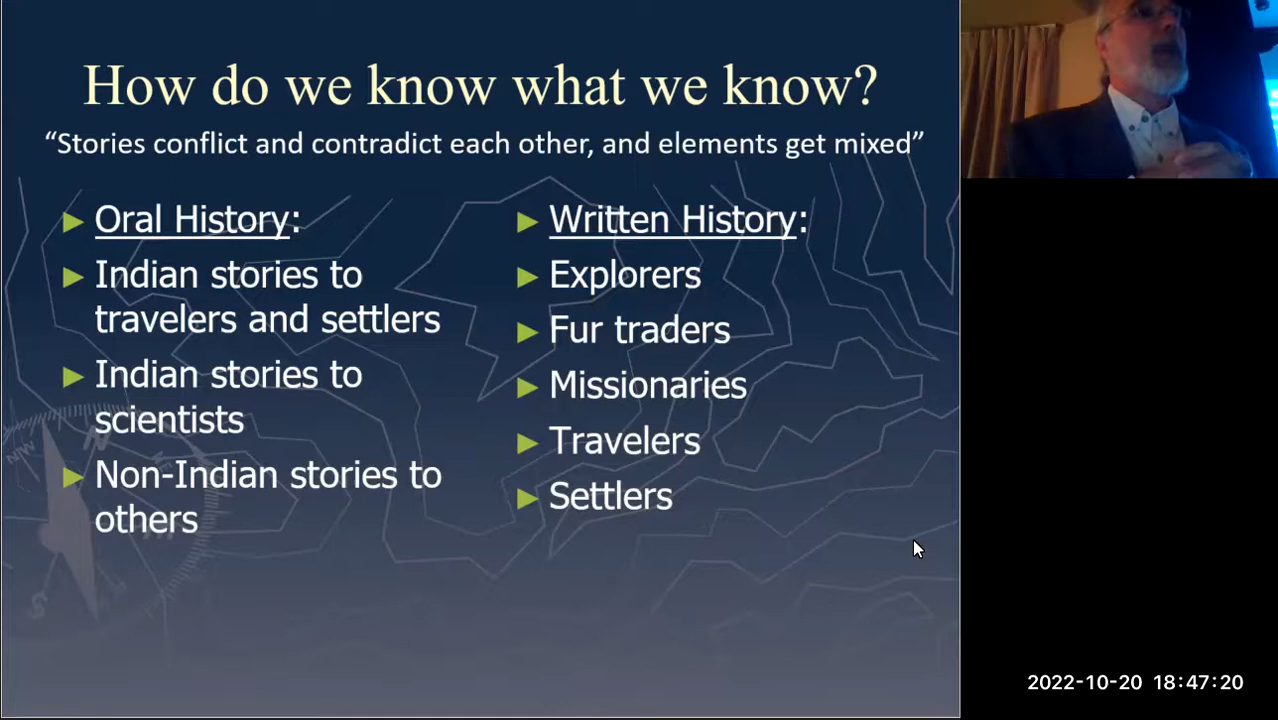 How do we know what we know?
“Stories conflict and contradict each other, and elements get mixed”
► Oral History:
► Indian stories to
travelers and settlers
► Indian stories to
scientists
► Non-Indian stories to
others
► Written History:
► Explorers
► Fur traders
► Missionaries
► Travelers
► Settlers
N
NW
S
2022-10-20 18:47:20